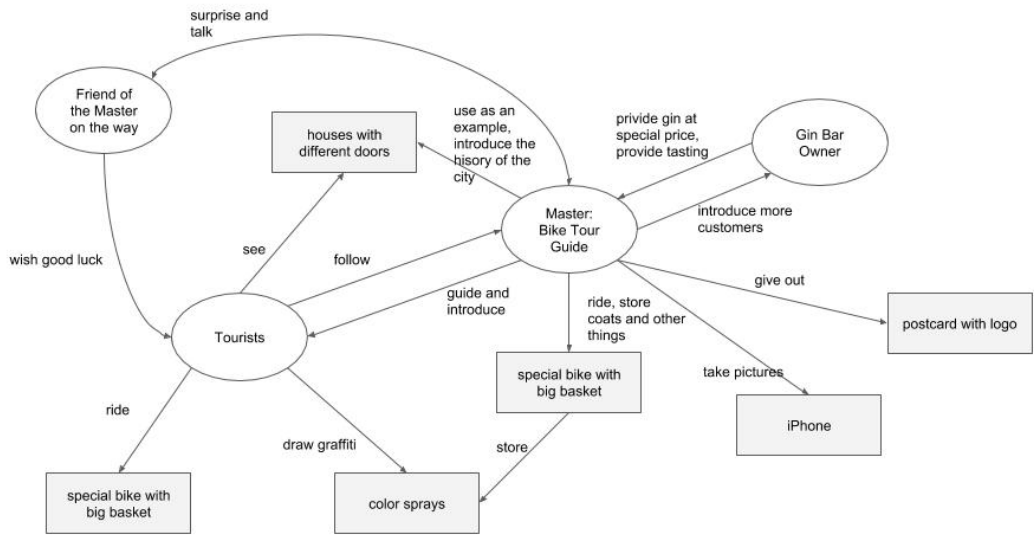 surprise and
talk
Friend of
the Master
on the way
houses with
different doors
use as an
example,
introduce the
hisory of the
city
privide gin at
special price,
provide tasting
Gin Bar
Owner
Master:
Bike Tour
Guide
introduce more
customers
wish good luck
see
follow
give out
guide and
introduce
ride, store
coats and other
things
postcard with logo
Tourists
special bike with
big basket
take pictures
iPhone
ride
draw graffiti
store
special bike with
big basket
color sprays